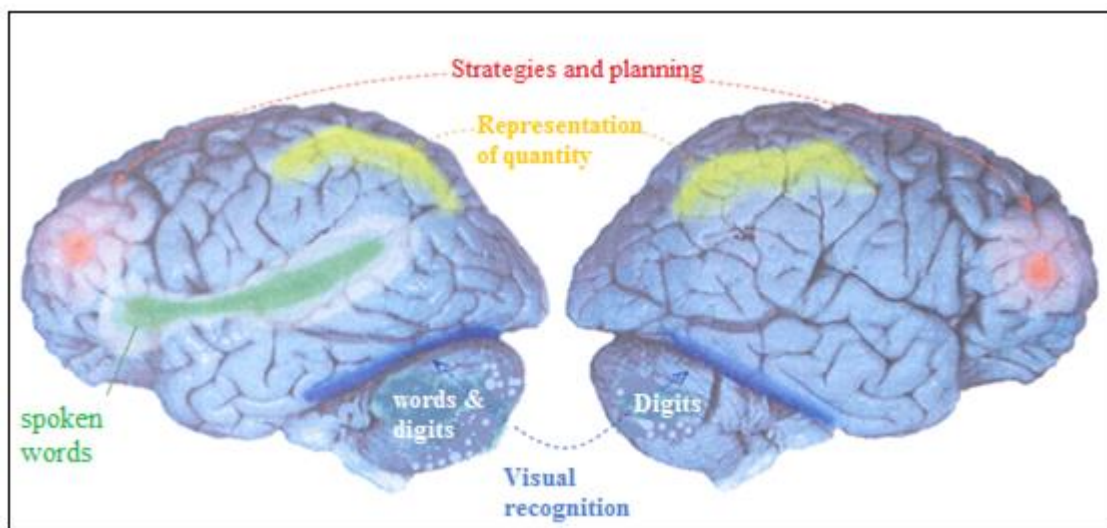 Strategies and planning
Representation
of quantity
spoken
words
words &
digits
Digits
Visual
recognition